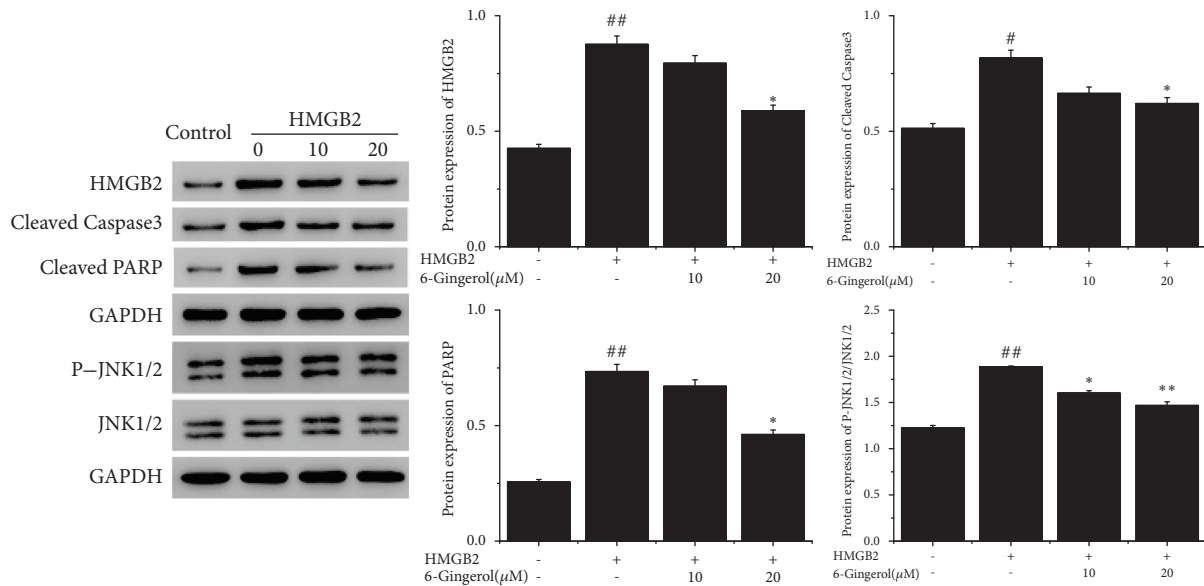 Control
HMGB2
0 10 20
HMGB2
Cleaved Caspase3
Cleaved PARP
GAPDH
P–JNK1/2
JNK1/2
GAPDH
Protein expression of HMGB2
1.0
0.5
0.0
##
*
HMGB2 - + + +
6-Gingerol(μM) - - 10 20
Protein expression of Cleaved Caspase3
1.0
0.5
0.0
#
*
HMGB2 - + + +
6-Gingerol(μM) - - 10 20
Protein expression of PARP
1.0
0.5
0.0
##
*
HMGB2 - + + +
6-Gingerol(μM) - - 10 20
Protein expression of P-JNK1/2/JNK1/2
2.5
2.0
1.5
1.0
0.0
##
*
**
HMGB2 - + + +
6-Gingerol(μM) - - 10 20